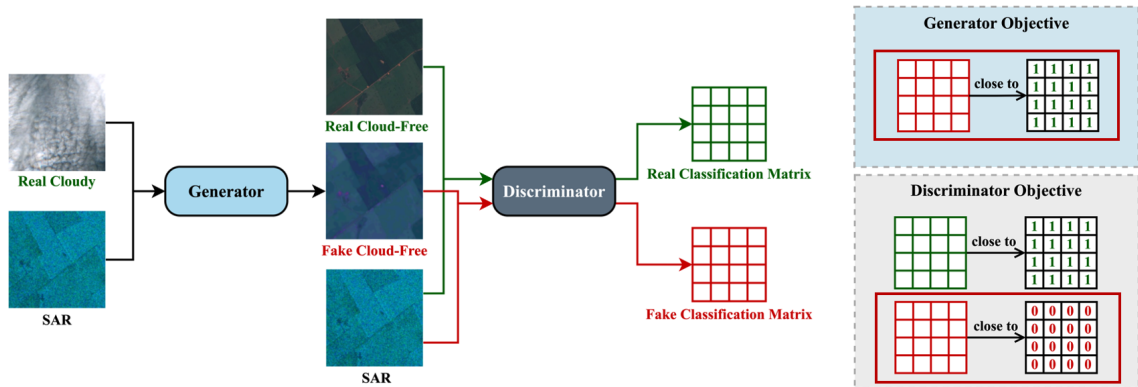 Real Cloudy
SAR
Generator
Real Cloud-Free
Fake Cloud-Free
SAR
Discriminator
Real Classification Matrix
Fake Classification Matrix
Generator Objective
close to
1 1 1 1
1 1 1 1
1 1 1 1
1 1 1 1
Discriminator Objective
close to
1 1 1 1
1 1 1 1
1 1 1 1
1 1 1 1
close to
0 0 0 0
0 0 0 0
0 0 0 0
0 0 0 0